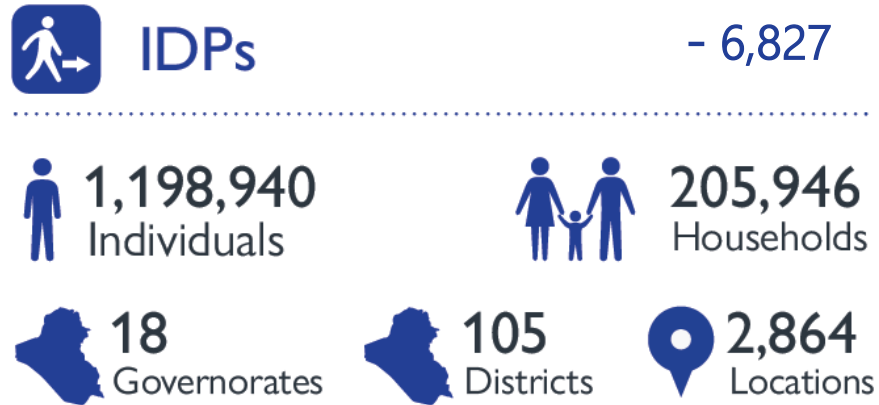 IDPs - 6,827
1,198,940 205,946
Individuals Households
18 105 2,864
Governorates Districts Locations